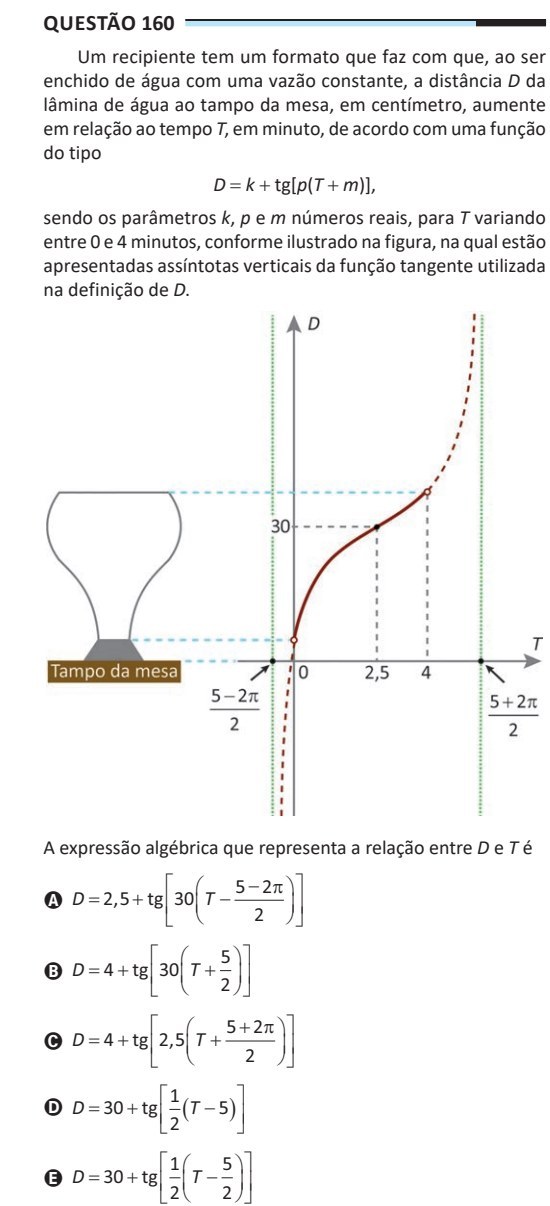 QUESTÃO 160
Um recipiente tem um formato que faz com que, ao ser
enchido de água com uma vazão constante, a distância D da
lâmina de água ao tampo da mesa, em centímetro, aumente
em relação ao tempo T, em minuto, de acordo com uma função
do tipo
D = k + tg[p(T + m)],
sendo os parâmetros k, p e m números reais, para T variando
entre 0 e 4 minutos, conforme ilustrado na figura, na qual estão
apresentadas assíntotas verticais da função tangente utilizada
na definição de D.
D
30
T
Tampo da mesa
0
2,5
4
5 − 2π
2
5 + 2π
2
A expressão algébrica que representa a relação entre D e T é
A D = 2,5 + tg[30(T − (5 − 2π)/2)]
B D = 4 + tg[30(T + 5/2)]
C D = 4 + tg[2,5(T + (5 + 2π)/2)]
D D = 30 + tg[1/2(T − 5)]
E D = 30 + tg[1/2(T − 5/2)]